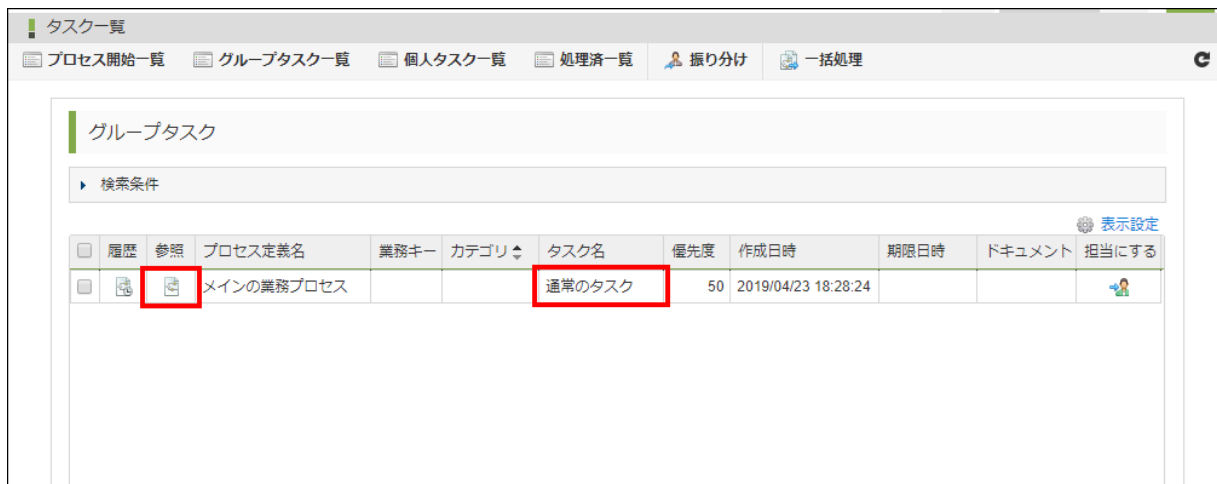 タスク一覧
プロセス開始一覧 グループタスク一覧 個人タスク一覧 処理済一覧 振り分け 一括処理
グループタスク
検索条件
表示設定
履歴 参照 プロセス定義名 業務キー カテゴリ タスク名 優先度 作成日時 期限日時 ドキュメント 担当にする
メインの業務プロセス 通常のタスク 50 2019/04/23 18:28:24